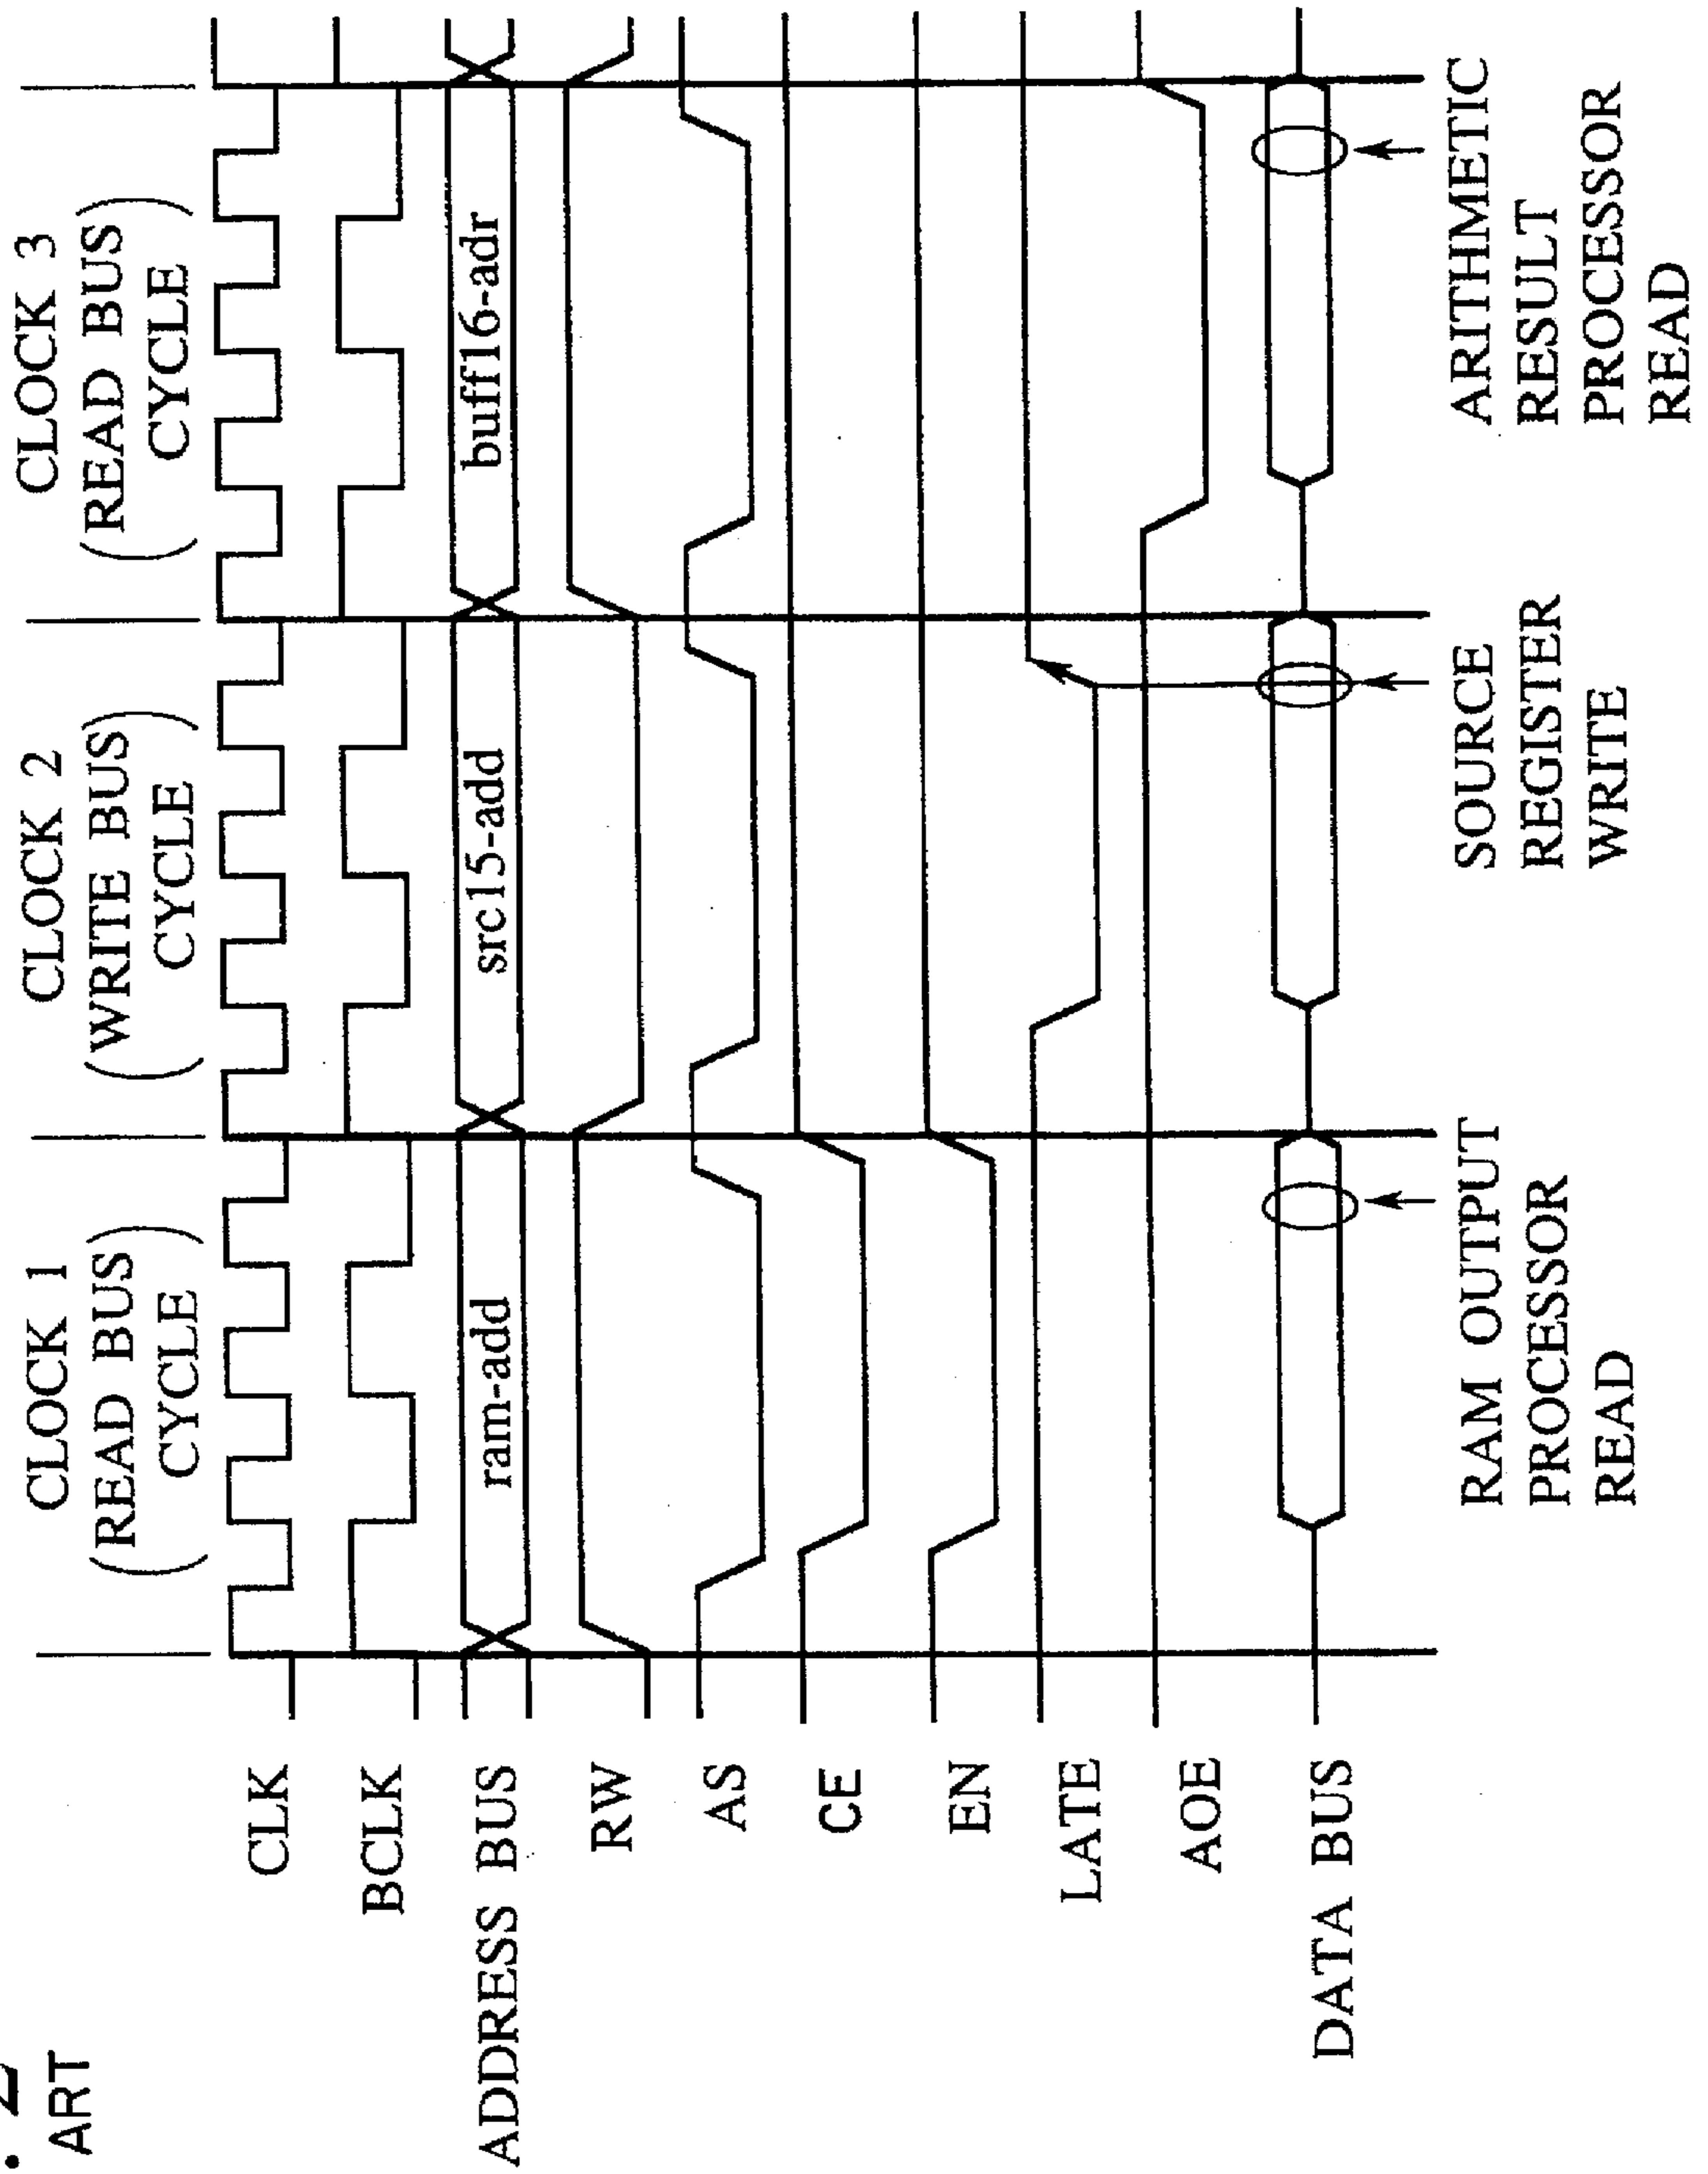 . 2
ART
CLOCK 1
(READ BUS)
CYCLE
CLOCK 2
(WRITE BUS)
CYCLE
CLOCK 3
(READ BUS)
CYCLE
CLK
BCLK
ADDRESS BUS
ram-add
src15-add
buff16-adr
RW
AS
CE
EN
LATE
AOE
DATA BUS
RAM OUTPUT
PROCESSOR
READ
SOURCE
REGISTER
WRITE
ARITHMETIC
RESULT
PROCESSOR
READ